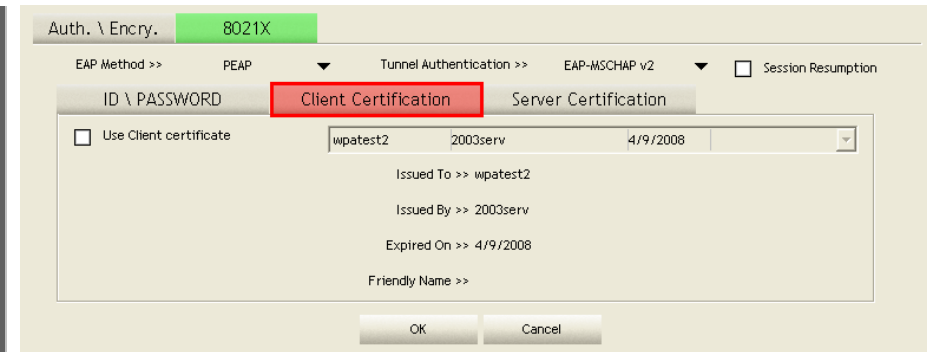 Auth. \ Encry. 8021X
EAP Method >> PEAP Tunnel Authentication >> EAP-MSCHAP v2 Session Resumption
ID \ PASSWORD Client Certification Server Certification
Use Client certificate wpatest2 2003serv 4/9/2008
Issued To >> wpatest2
Issued By >> 2003serv
Expired On >> 4/9/2008
Friendly Name >>
OK Cancel